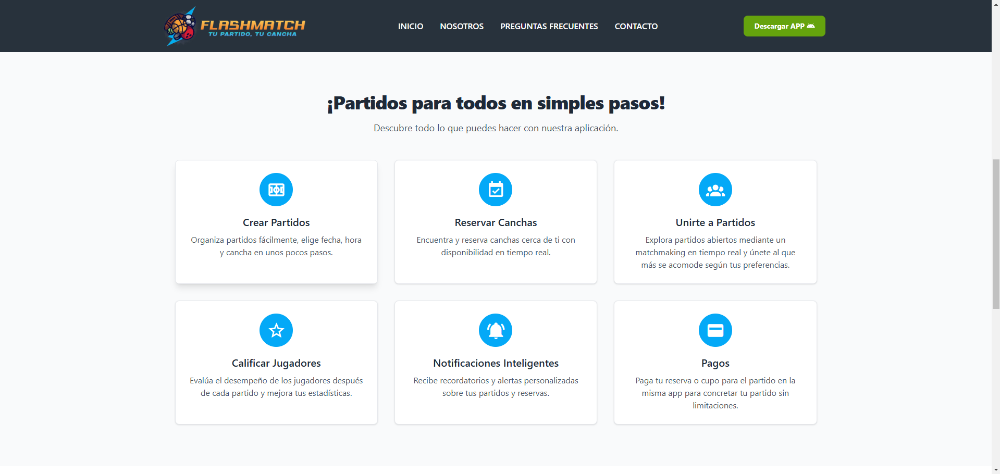 FLASHMATCH
TU PARTIDO, TU CANCHA
INICIO
NOSOTROS
PREGUNTAS FRECUENTES
CONTACTO
Descargar APP
¡Partidos para todos en simples pasos!
Descubre todo lo que puedes hacer con nuestra aplicación.
Crear Partidos
Organiza partidos fácilmente, elige fecha, hora
y cancha en unos pocos pasos.
Reservar Canchas
Encuentra y reserva canchas cerca de ti con
disponibilidad en tiempo real.
Unirte a Partidos
Explora partidos abiertos mediante un
matchmaking en tiempo real y únete al que
más se acomode según tus preferencias.
Calificar Jugadores
Evalúa el desempeño de los jugadores después
de cada partido y mejora tus estadísticas.
Notificaciones Inteligentes
Recibe recordatorios y alertas personalizadas
sobre tus partidos y reservas.
Pagos
Paga tu reserva o cupo para el partido en la
misma app para concretar tu partido sin
limitaciones.